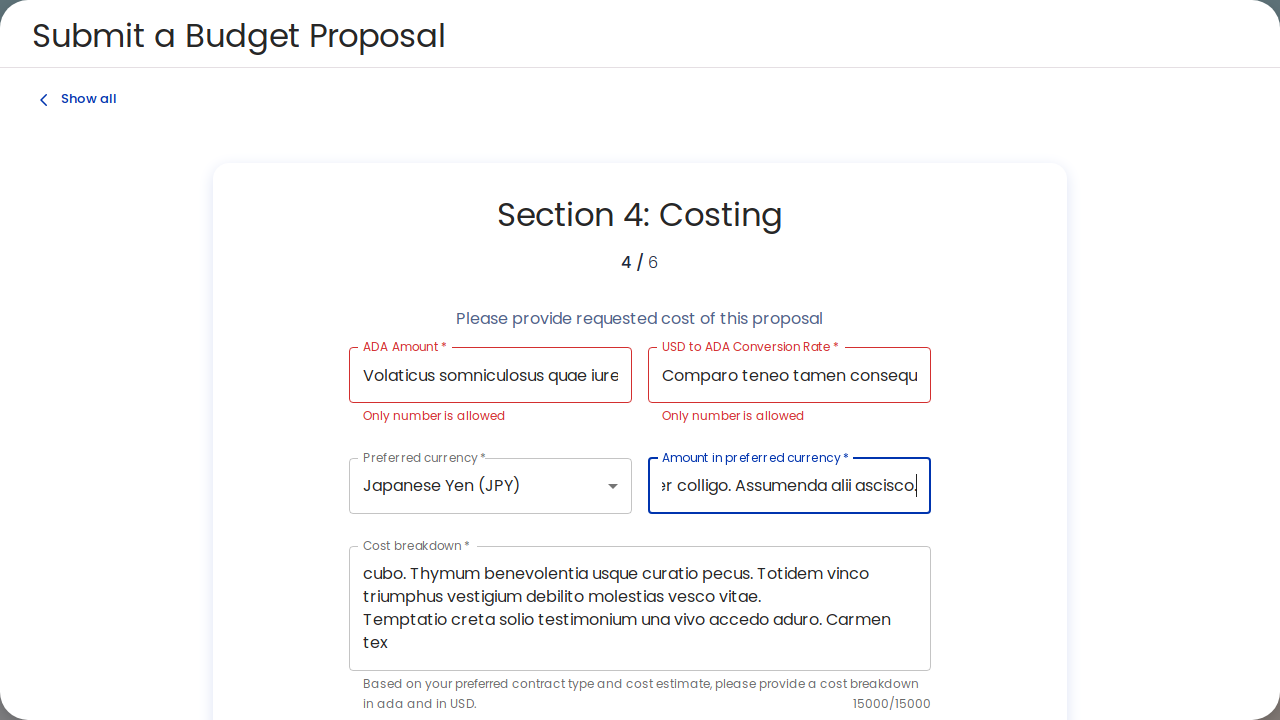 Submit a Budget Proposal
Show all
Section 4: Costing
4 / 6
Please provide requested cost of this proposal
ADA Amount *
USD to ADA Conversion Rate *
Volaticus somniculosus quae iure
Comparo teneo tamen consequ
Only number is allowed
Only number is allowed
Preferred currency *
Amount in preferred currency *
Japanese Yen (JPY)
er colligo. Assumenda alii ascisco.
Cost breakdown *
cubo. Thymum benevolentia usque curatio pecus. Totidem vinco
triumphus vestigium debilito molestias vesco vitae.
Temptatio creta solio testimonium una vivo accedo aduro. Carmen
tex
Based on your preferred contract type and cost estimate, please provide a cost breakdown
in ada and in USD.
15000/15000